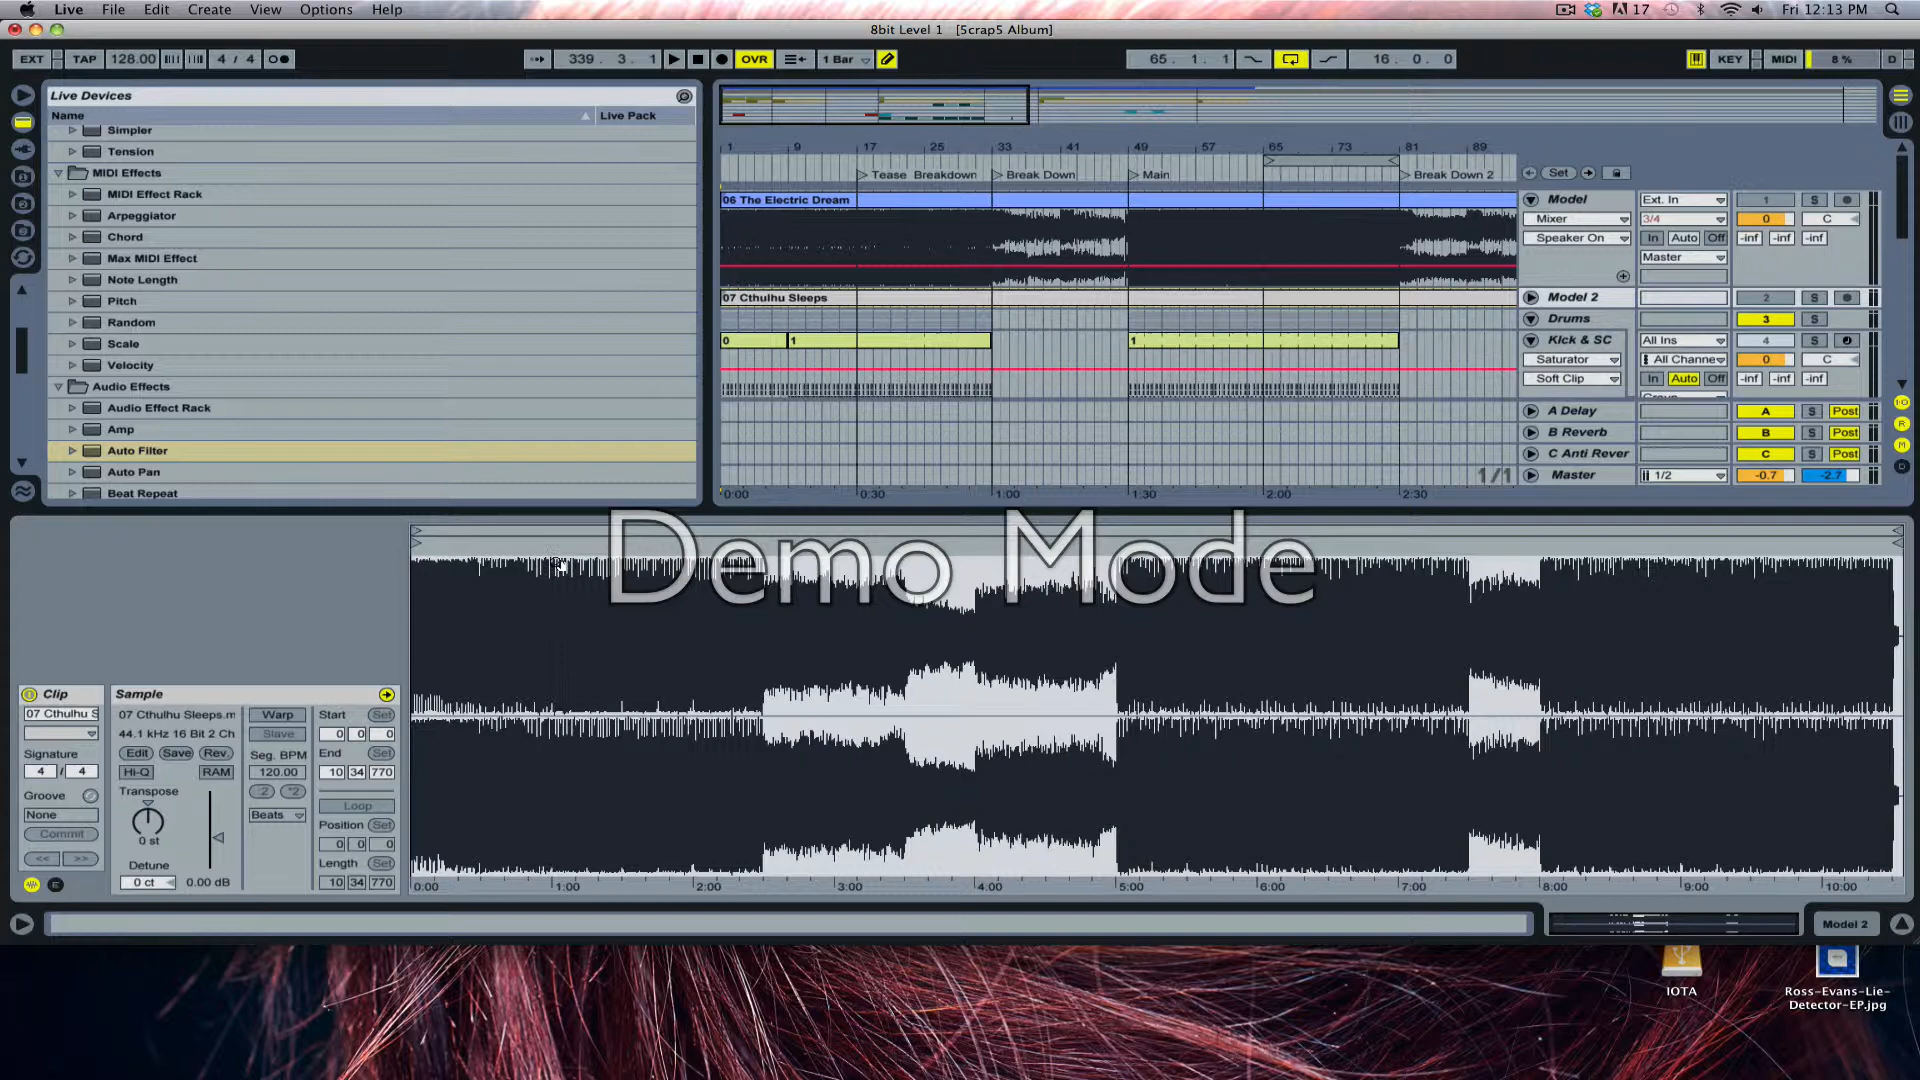 Live File Edit Create View Options Help
17 Fri 12:13 PM
8bit Level 1 [5crap5 Album]
EXT TAP 128.00 4 / 4 339. 3. 1 OVR 1 Bar 65. 1. 1 16. 0. 0 KEY MIDI 8 % D
Live Devices
Name Live Pack
Simpler
Tension
MIDI Effects
MIDI Effect Rack
Arpeggiator
Chord
Max MIDI Effect
Note Length
Pitch
Random
Scale
Velocity
Audio Effects
Audio Effect Rack
Amp
Auto Filter
Auto Pan
Beat Repeat
1 9 17 25 33 41 49 57 65 73 81 89
Tease Breakdown Break Down Main Break Down 2 Set
06 The Electric Dream
07 Cthulhu Sleeps
0 1 1
1/1
0:00 0:30 1:00 1:30 2:00 2:30
Model Ext. In 1 S
Mixer 3/4 0 C
Speaker On In Auto Off -inf -inf -inf
Master
Model 2 2 S
Drums 3 S
Kick & SC All Ins 4 S
Saturator All Channe 0 C
Soft Clip In Auto Off -inf -inf -inf
A Delay A S Post
B Reverb B S Post
C Anti Rever C S Post
Master 1/2 -0.7 -2.7
Demo Mode
Clip
07 Cthulhu S
Signature
4 / 4
Groove
None
Commit
<< >>
Sample
07 Cthulhu Sleeps.m
44.1 kHz 16 Bit 2 Ch
Edit Save Rev.
Hi-Q RAM
Transpose
0 st
Detune
0 ct 0.00 dB
Warp
Slave
Seg. BPM
120.00
:2 *2
Beats
Start Set
0 0 0
End Set
10 34 770
Loop
Position Set
0 0 0
Length Set
10 34 770
0:00 1:00 2:00 3:00 4:00 5:00 6:00 7:00 8:00 9:00 10:00
Model 2
IOTA
Ross-Evans-Lie-
Detector-EP.jpg